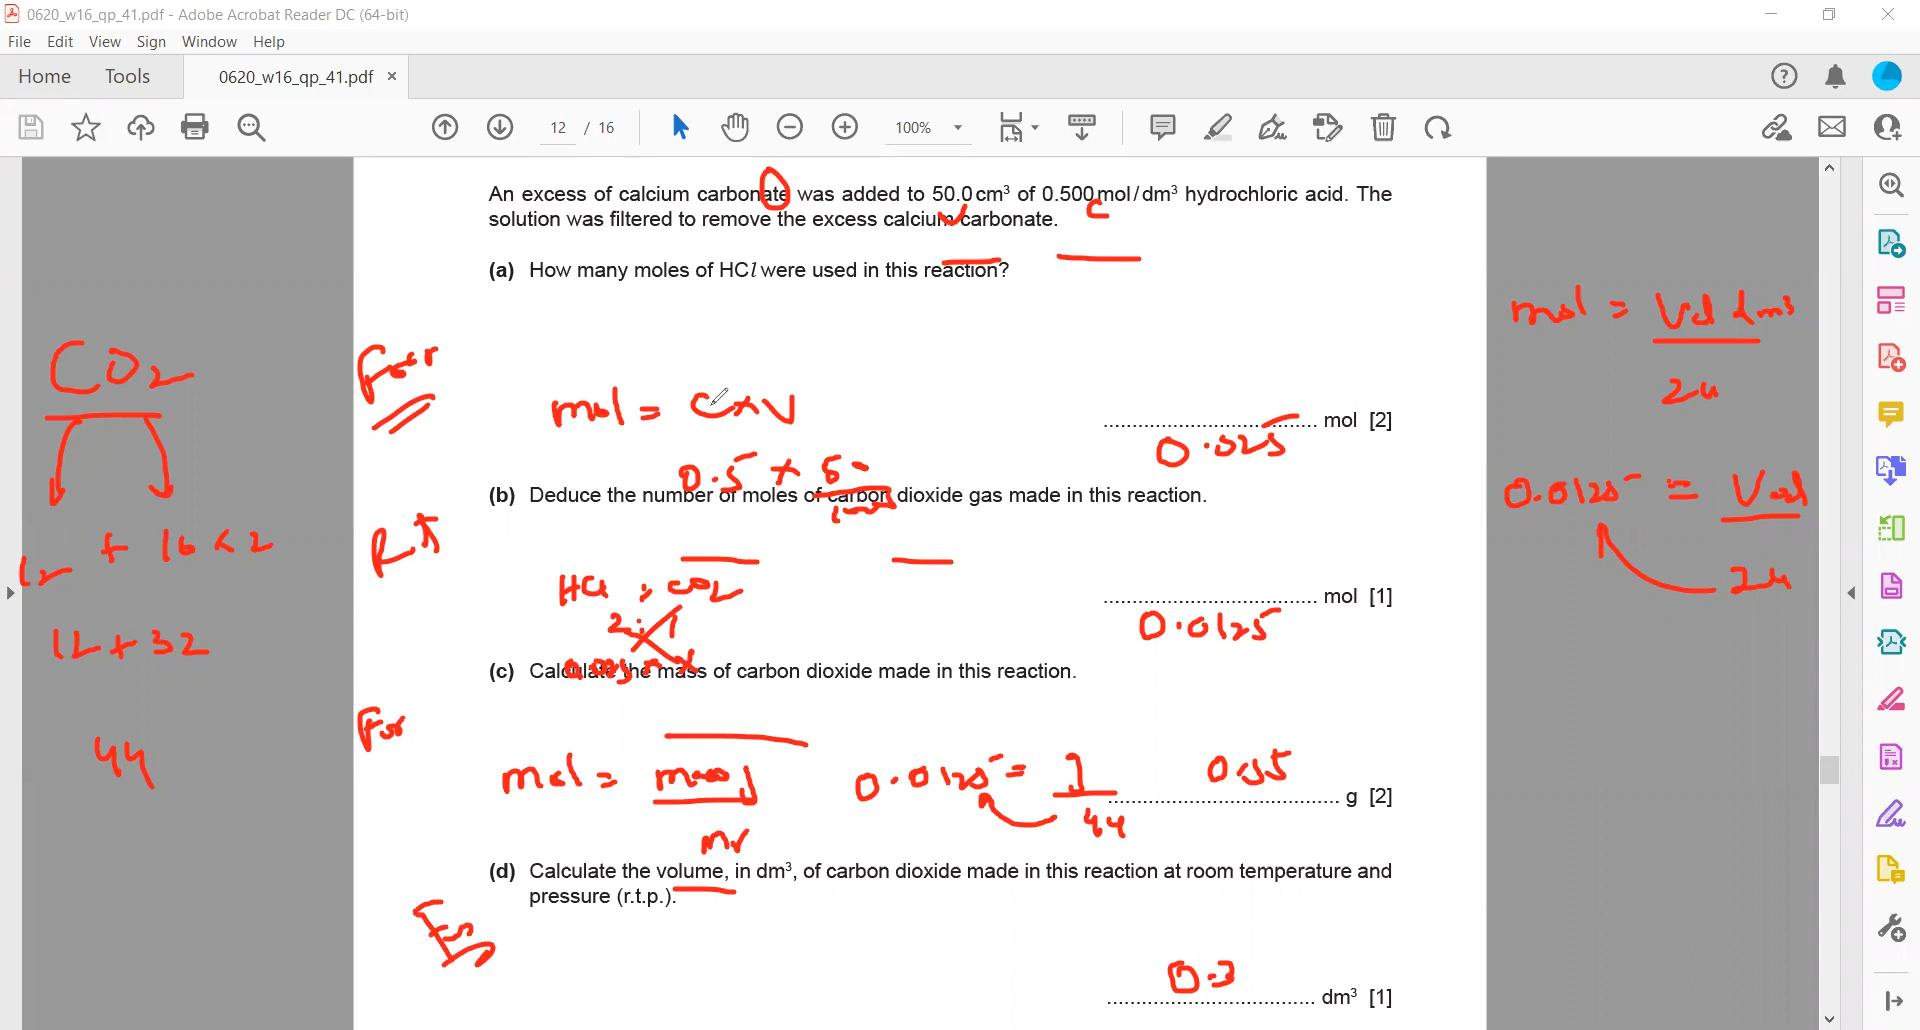 0620_w16_qp_41.pdf - Adobe Acrobat Reader DC (64-bit)
File Edit View Sign Window Help
Home Tools 0620_w16_qp_41.pdf ×
12 / 16 100%
An excess of calcium carbonate was added to 50.0 cm³ of 0.500 mol/dm³ hydrochloric acid. The
V C
solution was filtered to remove the excess calcium carbonate.
(a) How many moles of HCl were used in this reaction?
mol = Vol dm³
24
CO2
mol = C×V
........................................ mol [2]
0.025
0.5 × 50
(b) Deduce the number of moles of carbon dioxide gas made in this reaction.
1000
0.0125 = Vol
24
12 + 16×2
HCl : CO2
........................................ mol [1]
2 : 1
0.0125
12+32
(c) Calculate the mass of carbon dioxide made in this reaction.
For
44
mol = mass
Mr
0.0125 =
44
0.55
........................................ g [2]
(d) Calculate the volume, in dm³, of carbon dioxide made in this reaction at room temperature and
pressure (r.t.p.).
0.3
........................................ dm³ [1]